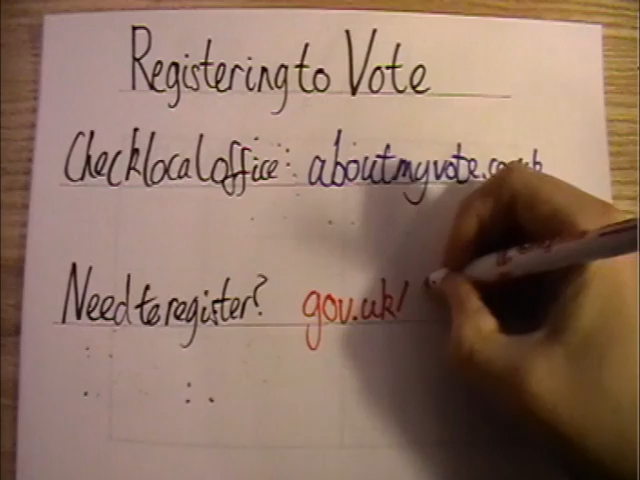 Registering to Vote
Check local office: aboutmyvote.co.uk
Need to register? gov.uk/